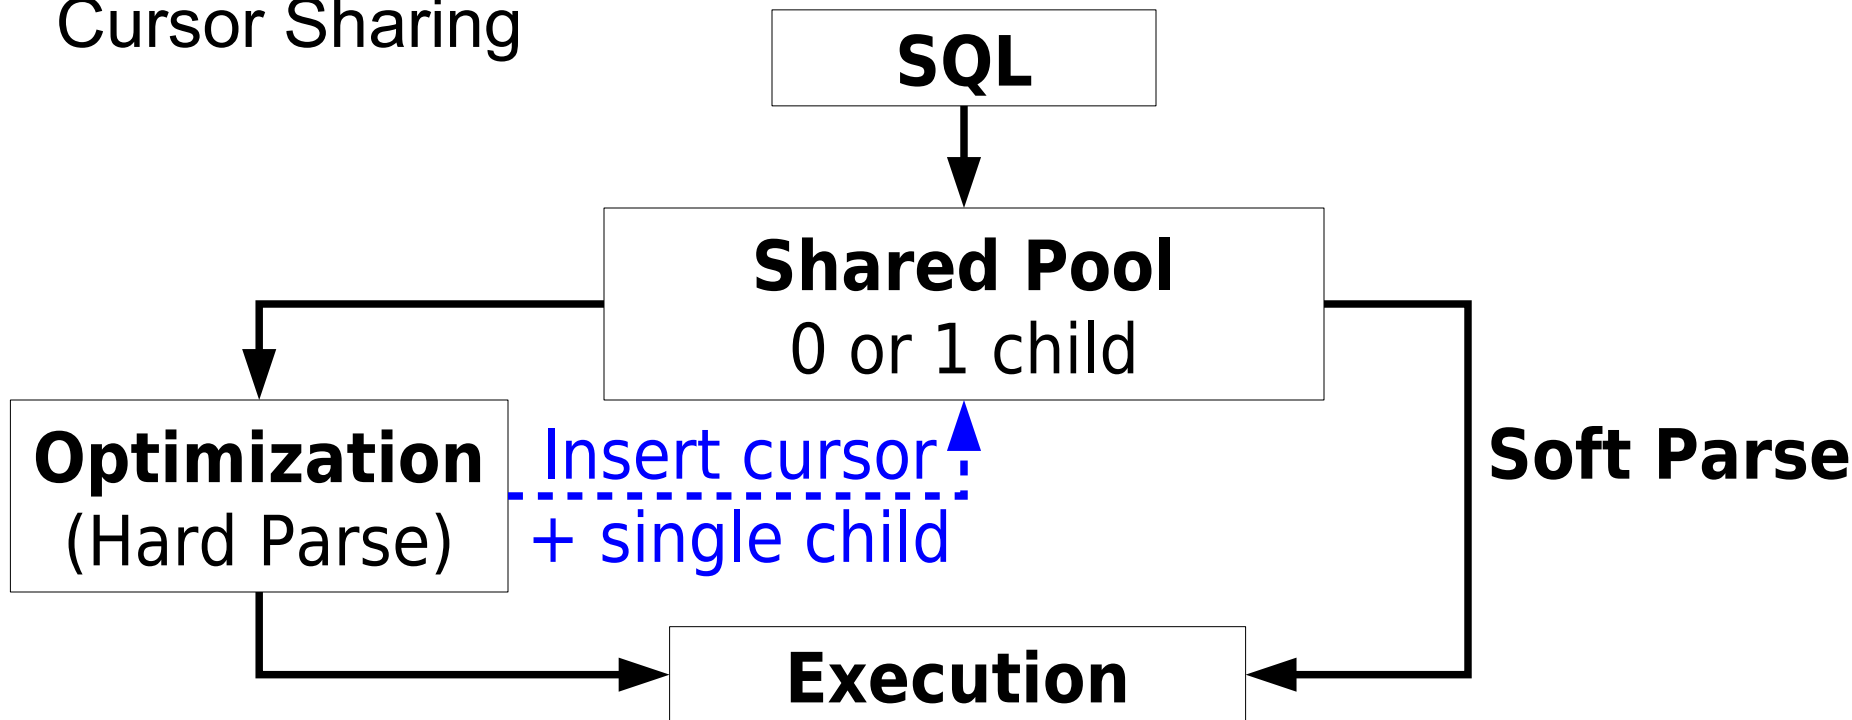 Cursor Sharing
SQL
Shared Pool
0 or 1 child
Optimization
(Hard Parse)
Insert cursor
+ single child
Soft Parse
Execution